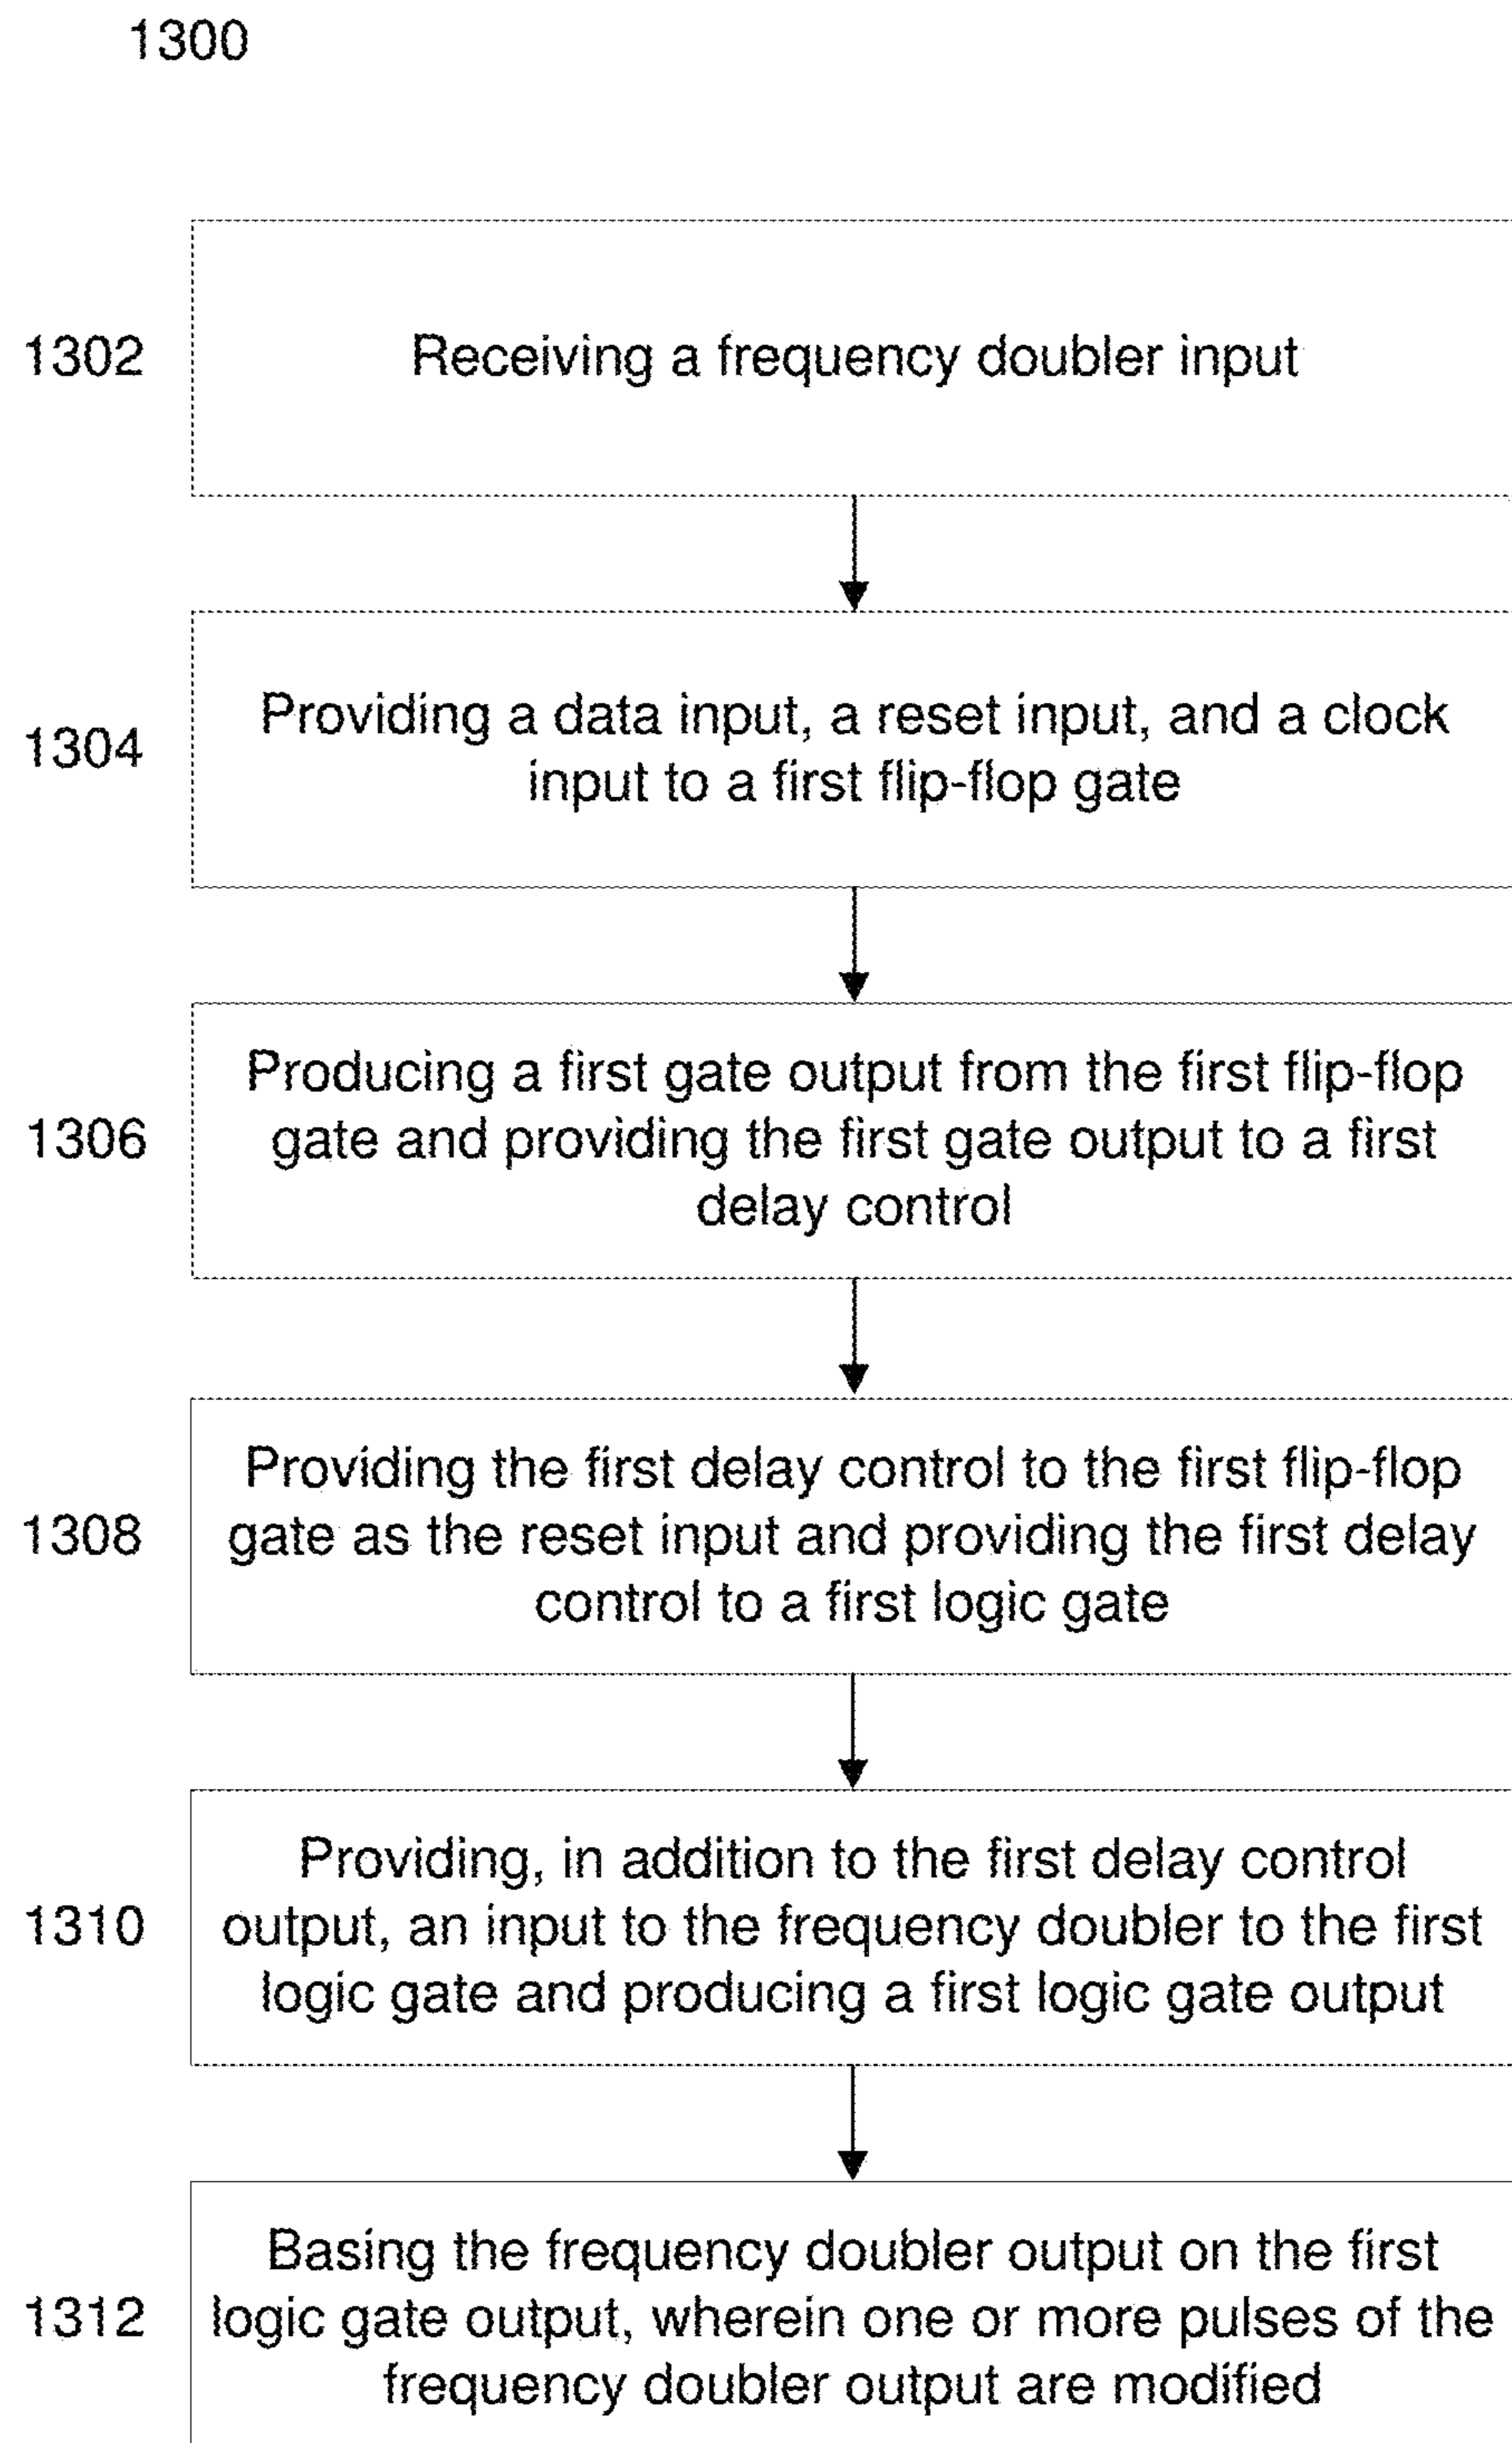 1300
1302
Receiving a frequency doubler input
1304
Providing a data input, a reset input, and a clock
input to a first flip-flop gate
1306
Producing a first gate output from the first flip-flop
gate and providing the first gate output to a first
delay control
1308
Providing the first delay control to the first flip-flop
gate as the reset input and providing the first delay
control to a first logic gate
1310
Providing, in addition to the first delay control
output, an input to the frequency doubler to the first
logic gate and producing a first logic gate output
1312
Basing the frequency doubler output on the first
logic gate output, wherein one or more pulses of the
frequency doubler output are modified